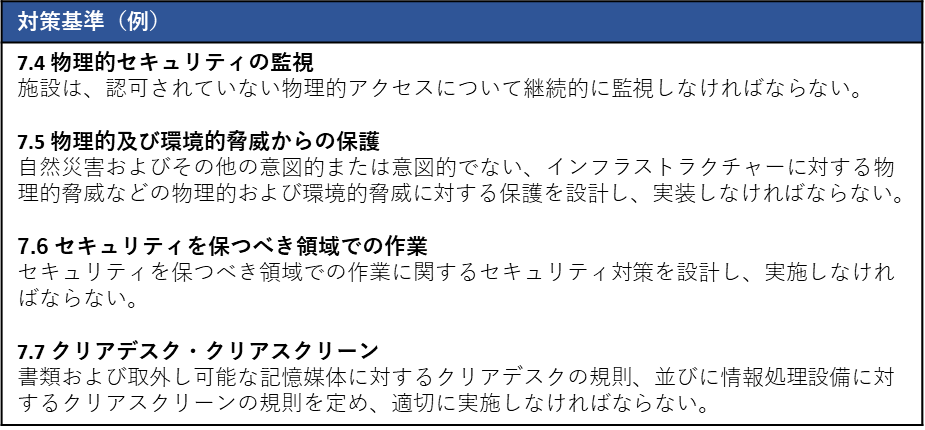 対策基準（例）
7.4 物理的セキュリティの監視
施設は、認可されていない物理的アクセスについて継続的に監視しなければならない。
7.5 物理的及び環境的脅威からの保護
自然災害およびその他の意図的または意図的でない、インフラストラクチャーに対する物
理的脅威などの物理的および環境的脅威に対する保護を設計し、実装しなければならない。
7.6 セキュリティを保つべき領域での作業
セキュリティを保つべき領域での作業に関するセキュリティ対策を設計し、実施しなけれ
ばならない。
7.7 クリアデスク・クリアスクリーン
書類および取外し可能な記憶媒体に対するクリアデスクの規則、並びに情報処理設備に対
するクリアスクリーンの規則を定め、適切に実施しなければならない。